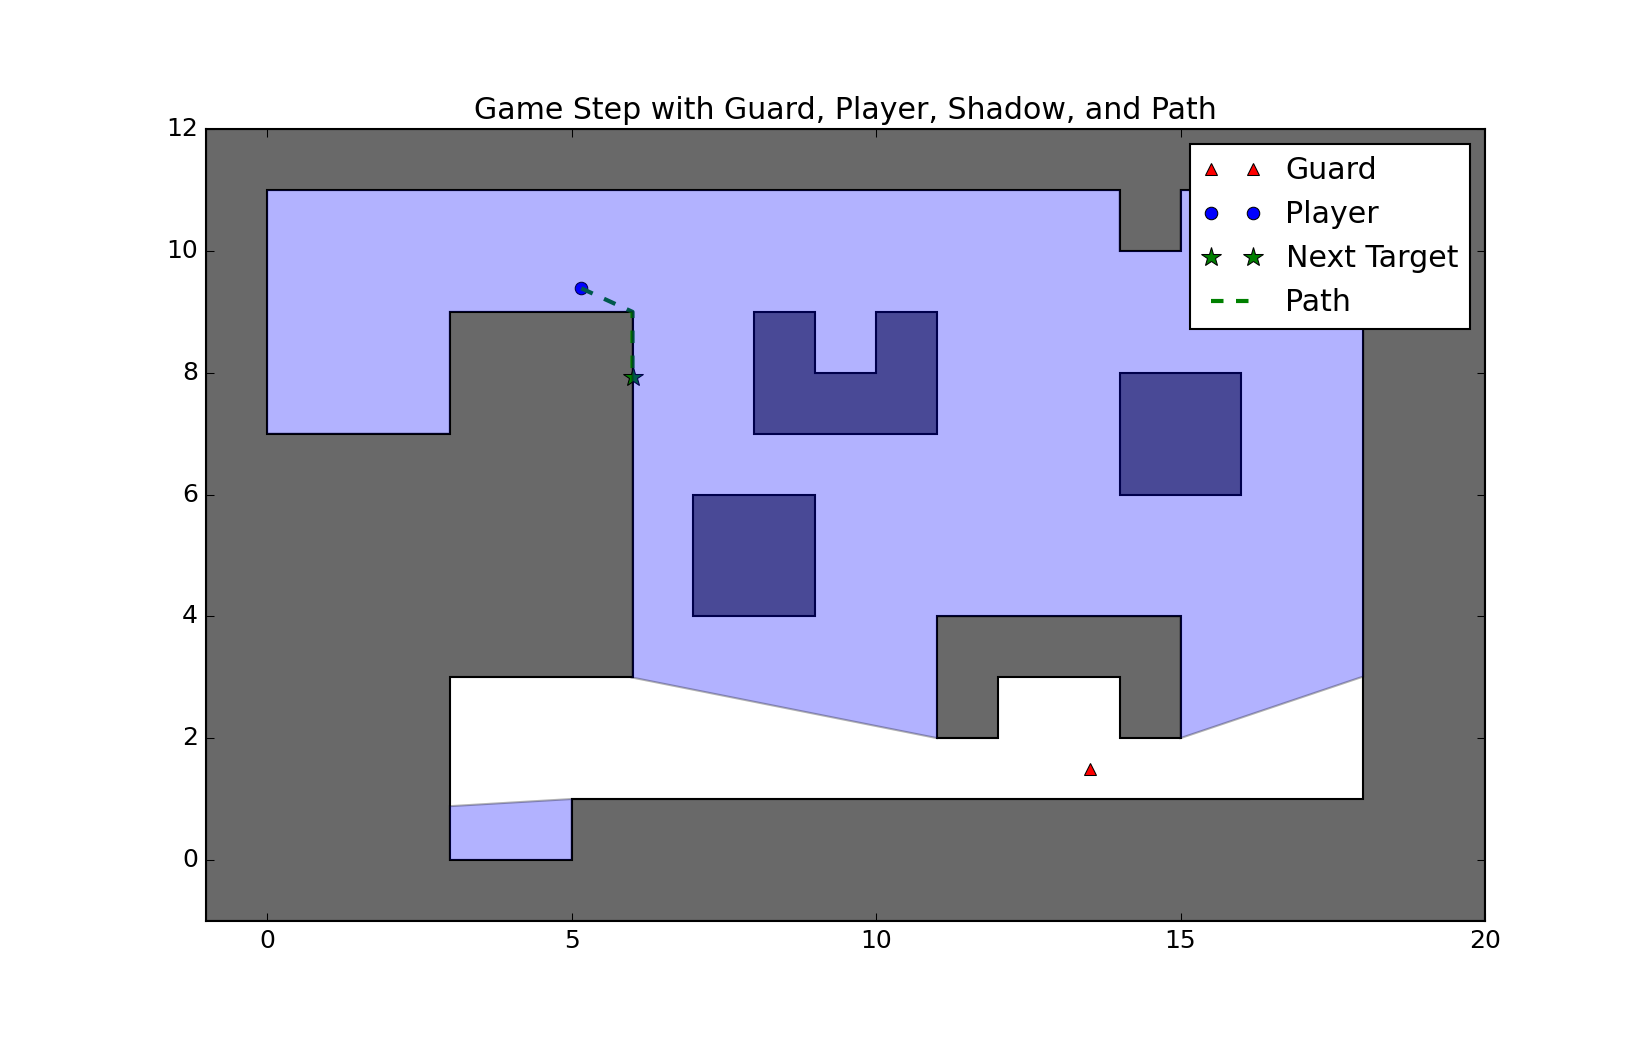 Game Step with Guard, Player, Shadow, and Path
12
10
8
6
4
2
0
0 5 10 15 20
Guard
Player
Next Target
Path